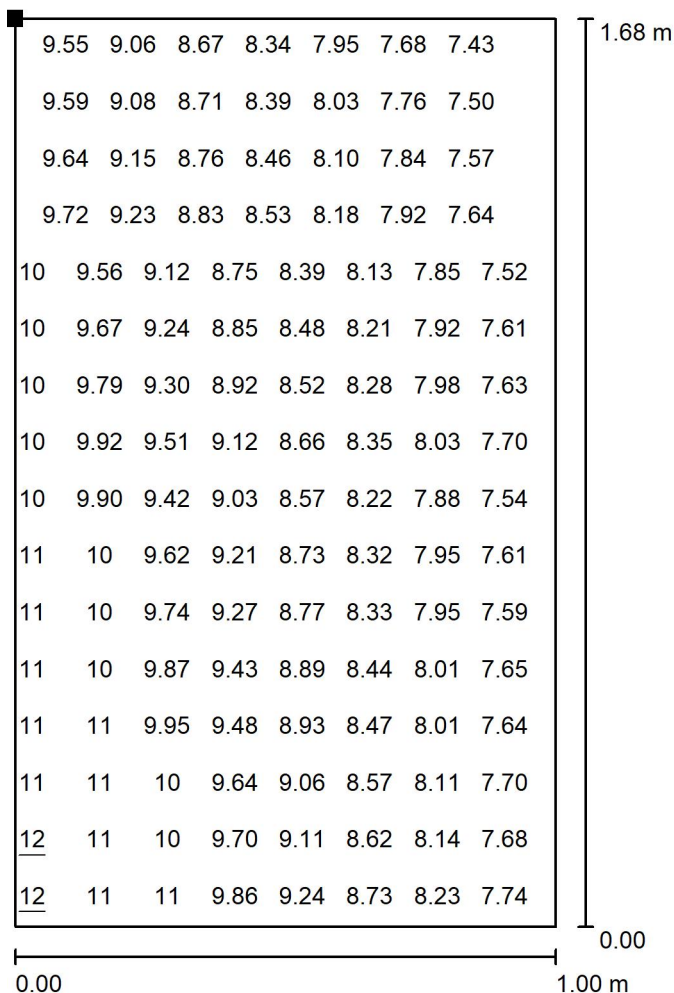 1.68 m
9.55 9.06 8.67 8.34 7.95 7.68 7.43
9.59 9.08 8.71 8.39 8.03 7.76 7.50
9.64 9.15 8.76 8.46 8.10 7.84 7.57
9.72 9.23 8.83 8.53 8.18 7.92 7.64
10 9.56 9.12 8.75 8.39 8.13 7.85 7.52
10 9.67 9.24 8.85 8.48 8.21 7.92 7.61
10 9.79 9.30 8.92 8.52 8.28 7.98 7.63
10 9.92 9.51 9.12 8.66 8.35 8.03 7.70
10 9.90 9.42 9.03 8.57 8.22 7.88 7.54
11 10 9.62 9.21 8.73 8.32 7.95 7.61
11 10 9.74 9.27 8.77 8.33 7.95 7.59
11 10 9.87 9.43 8.89 8.44 8.01 7.65
11 11 9.95 9.48 8.93 8.47 8.01 7.64
11 11 10 9.64 9.06 8.57 8.11 7.70
12 11 10 9.70 9.11 8.62 8.14 7.68
12 11 11 9.86 9.24 8.73 8.23 7.74
0.00
0.00 1.00 m